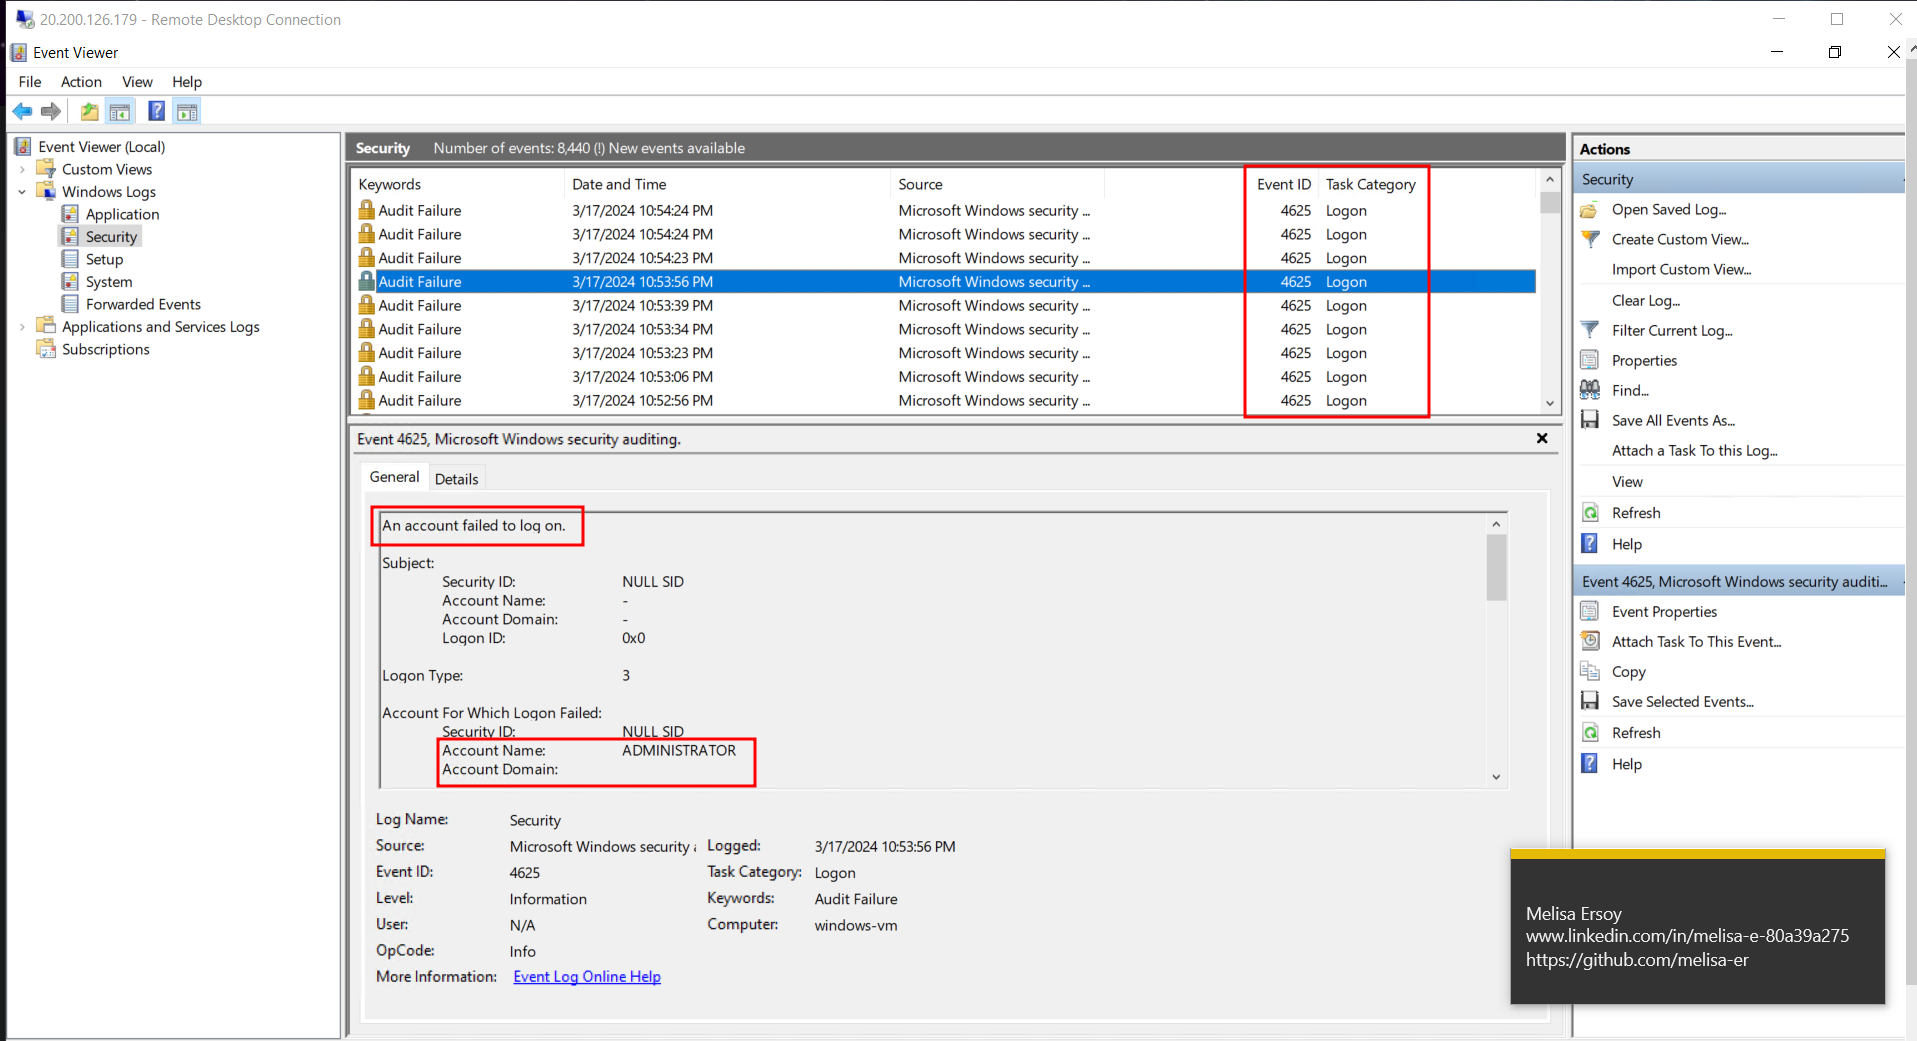 20.200.126.179 - Remote Desktop Connection
Event Viewer
File Action View Help
Event Viewer (Local)
Custom Views
Windows Logs
Application
Security
Setup
System
Forwarded Events
Applications and Services Logs
Subscriptions
Security Number of events: 8,440 (!) New events available
Keywords Date and Time Source Event ID Task Category
Audit Failure 3/17/2024 10:54:24 PM Microsoft Windows security ... 4625 Logon
Audit Failure 3/17/2024 10:54:24 PM Microsoft Windows security ... 4625 Logon
Audit Failure 3/17/2024 10:54:23 PM Microsoft Windows security ... 4625 Logon
Audit Failure 3/17/2024 10:53:56 PM Microsoft Windows security ... 4625 Logon
Audit Failure 3/17/2024 10:53:39 PM Microsoft Windows security ... 4625 Logon
Audit Failure 3/17/2024 10:53:34 PM Microsoft Windows security ... 4625 Logon
Audit Failure 3/17/2024 10:53:23 PM Microsoft Windows security ... 4625 Logon
Audit Failure 3/17/2024 10:53:06 PM Microsoft Windows security ... 4625 Logon
Audit Failure 3/17/2024 10:52:56 PM Microsoft Windows security ... 4625 Logon
Event 4625, Microsoft Windows security auditing.
General Details
An account failed to log on.
Subject:
Security ID: NULL SID
Account Name: -
Account Domain: -
Logon ID: 0x0
Logon Type: 3
Account For Which Logon Failed:
Security ID: NULL SID
Account Name: ADMINISTRATOR
Account Domain:
Log Name: Security
Source: Microsoft Windows security Logged: 3/17/2024 10:53:56 PM
Event ID: 4625 Task Category: Logon
Level: Information Keywords: Audit Failure
User: N/A Computer: windows-vm
OpCode: Info
More Information: Event Log Online Help
Actions
Security
Open Saved Log...
Create Custom View...
Import Custom View...
Clear Log...
Filter Current Log...
Properties
Find...
Save All Events As...
Attach a Task To this Log...
View
Refresh
Help
Event 4625, Microsoft Windows security auditi...
Event Properties
Attach Task To This Event...
Copy
Save Selected Events...
Refresh
Help
Melisa Ersoy
www.linkedin.com/in/melisa-e-80a39a275
https://github.com/melisa-er